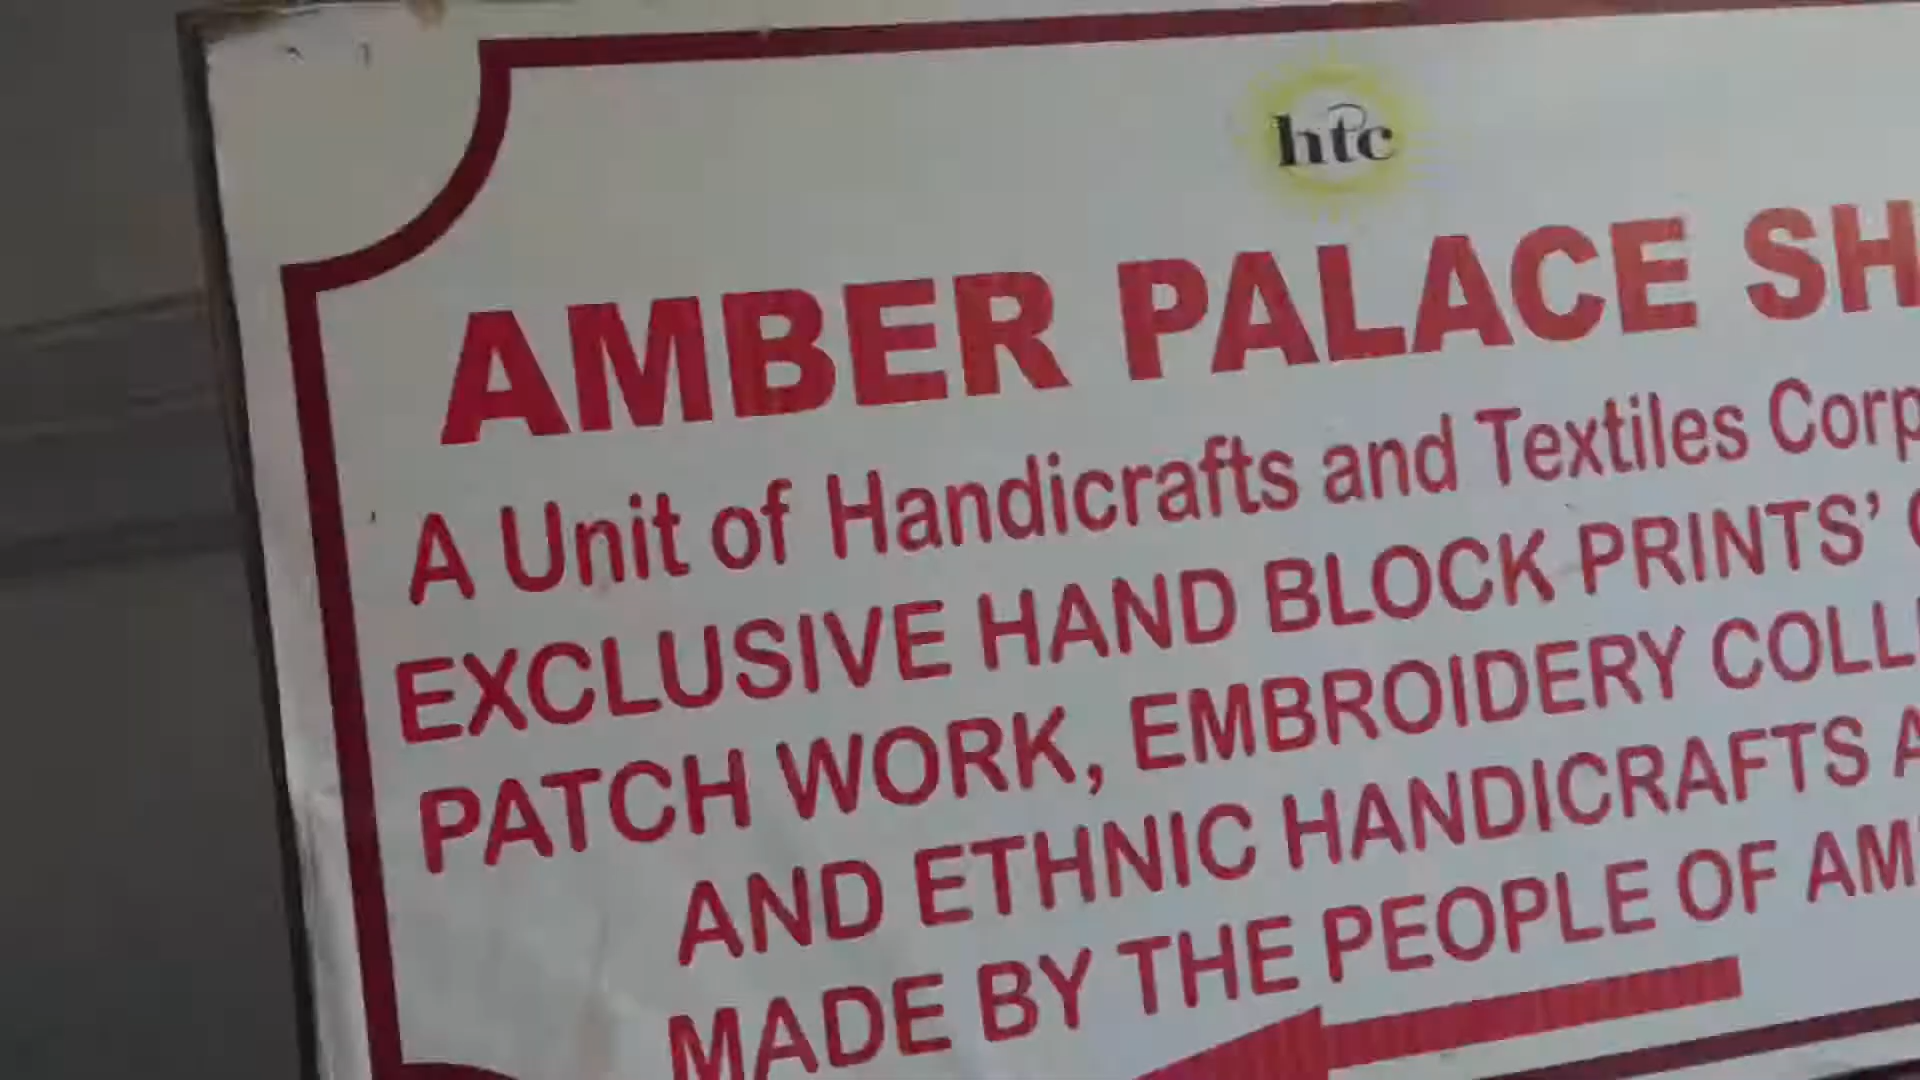 htc
AMBER PALACE SH
A Unit of Handicrafts and Textiles Corp
EXCLUSIVE HAND BLOCK PRINTS'
PATCH WORK, EMBROIDERY COLL
AND ETHNIC HANDICRAFTS A
MADE BY THE PEOPLE OF AM